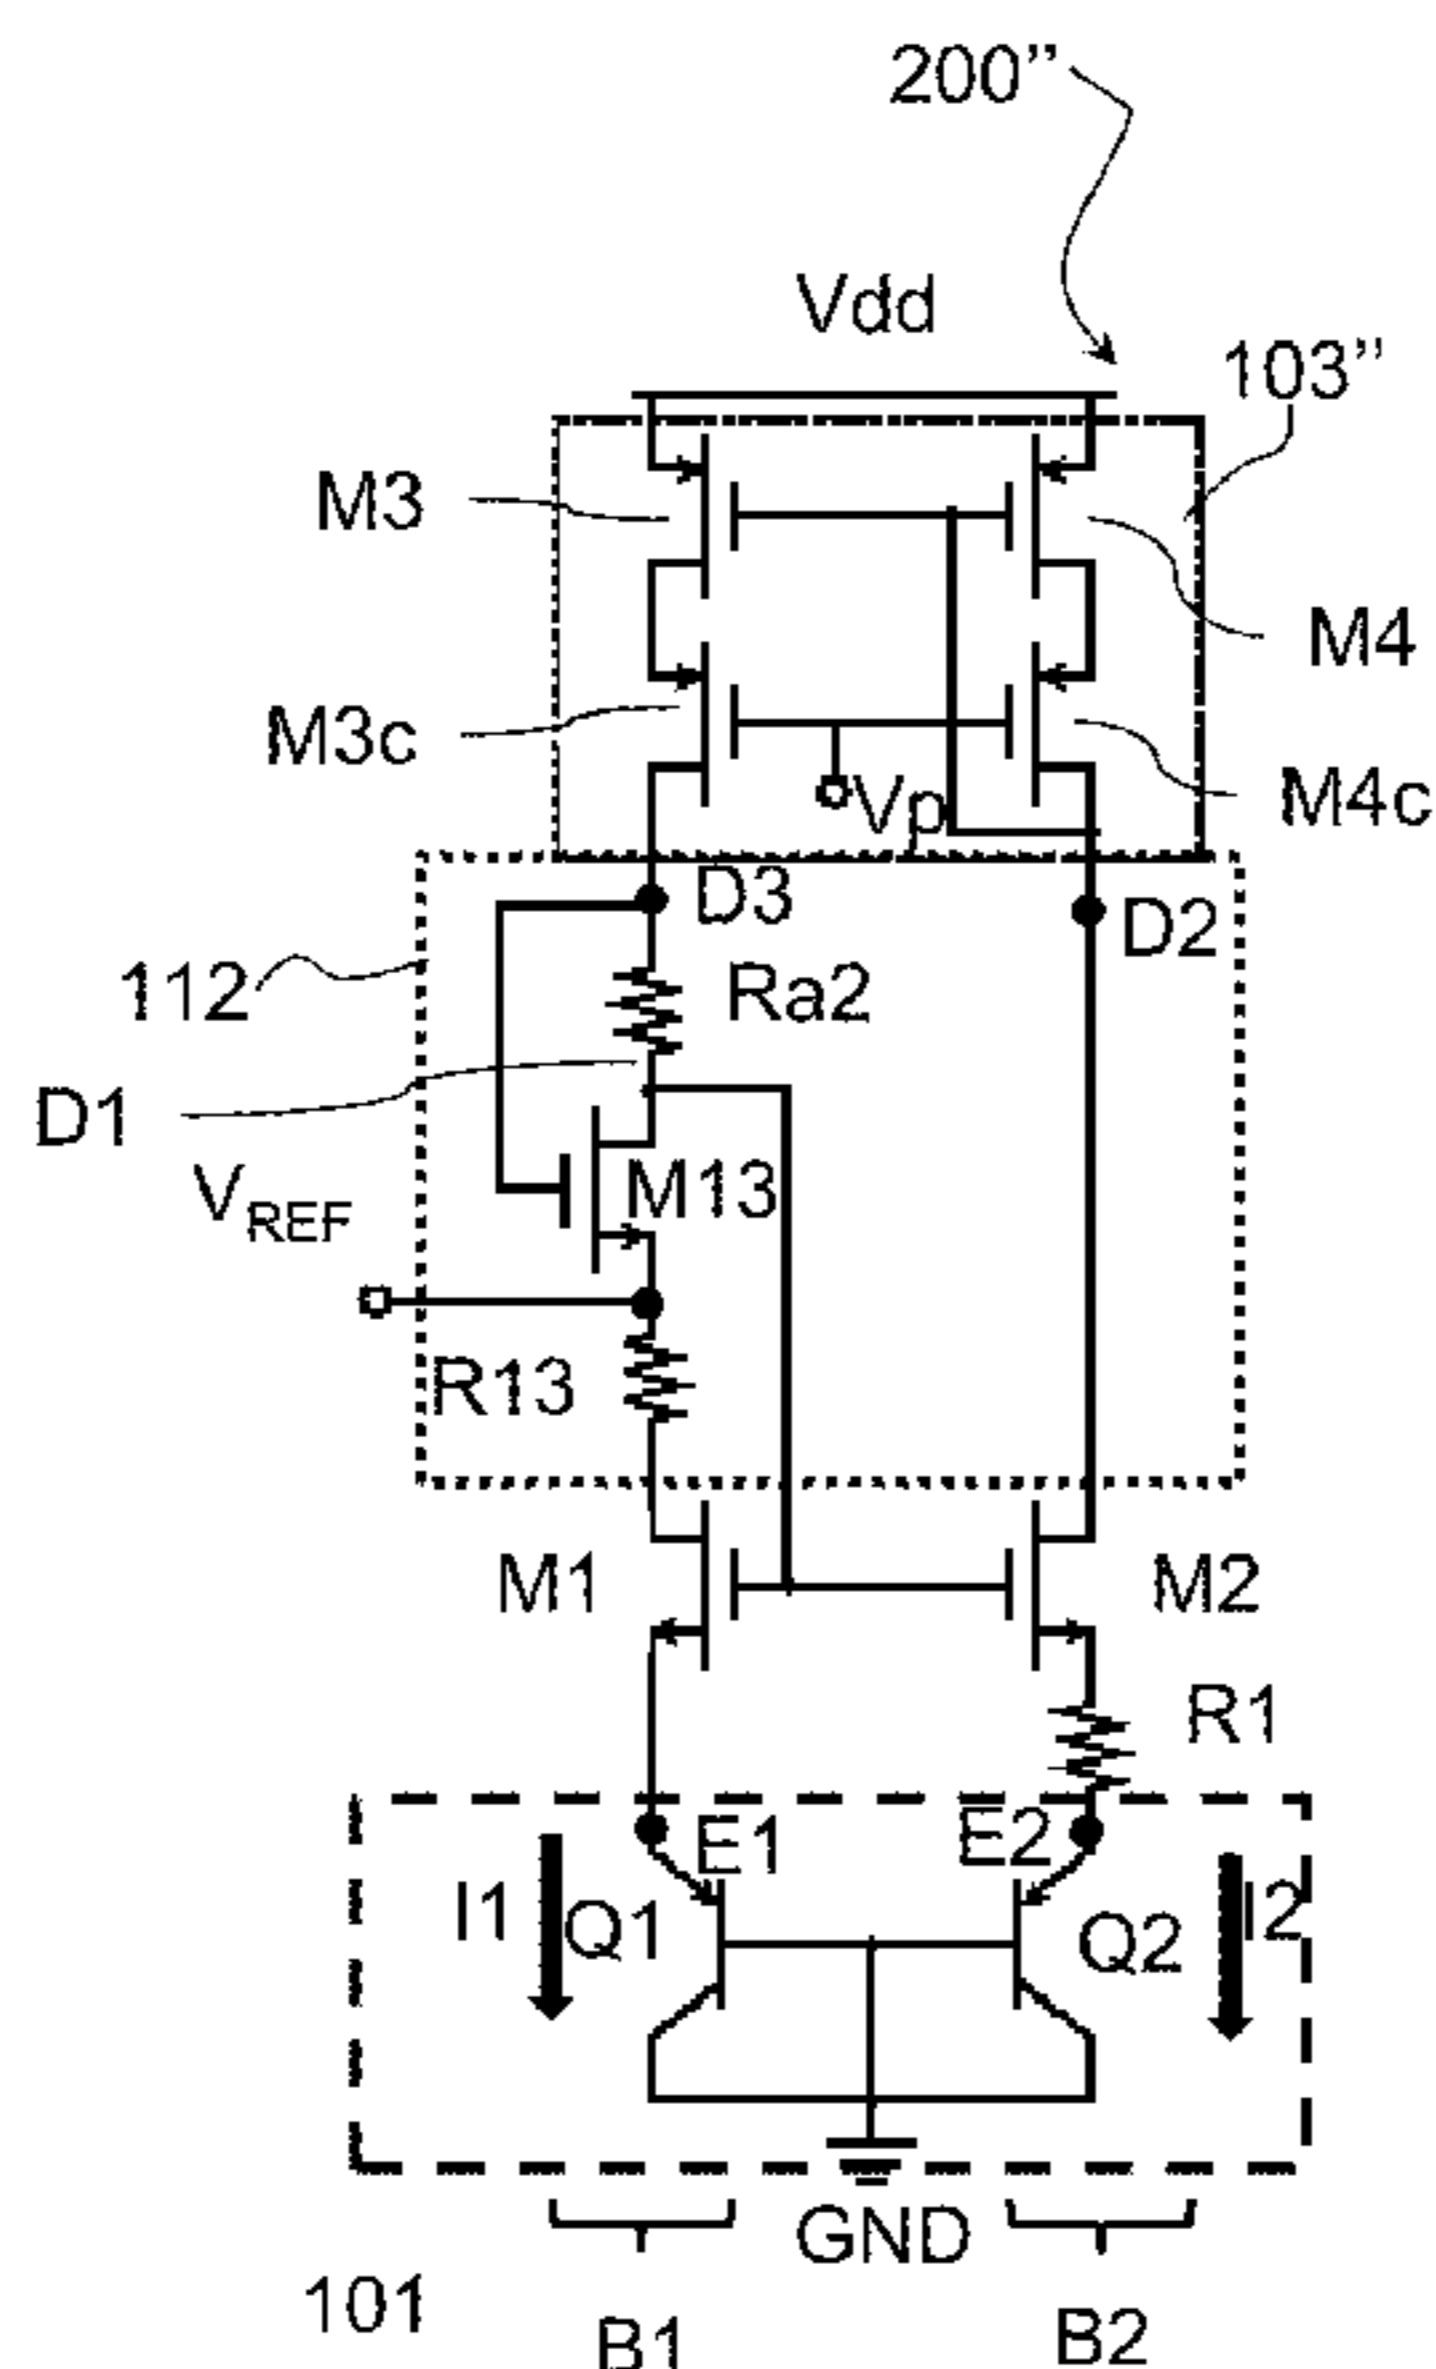 200”
Vdd
103”
M3
M4
M3c
Vp
M4c
D3
D2
112
Ra2
D1
VREF
M13
R13
M1
M2
R1
E1
E2
I1
Q1
Q2
I2
GND
101
B1
B2